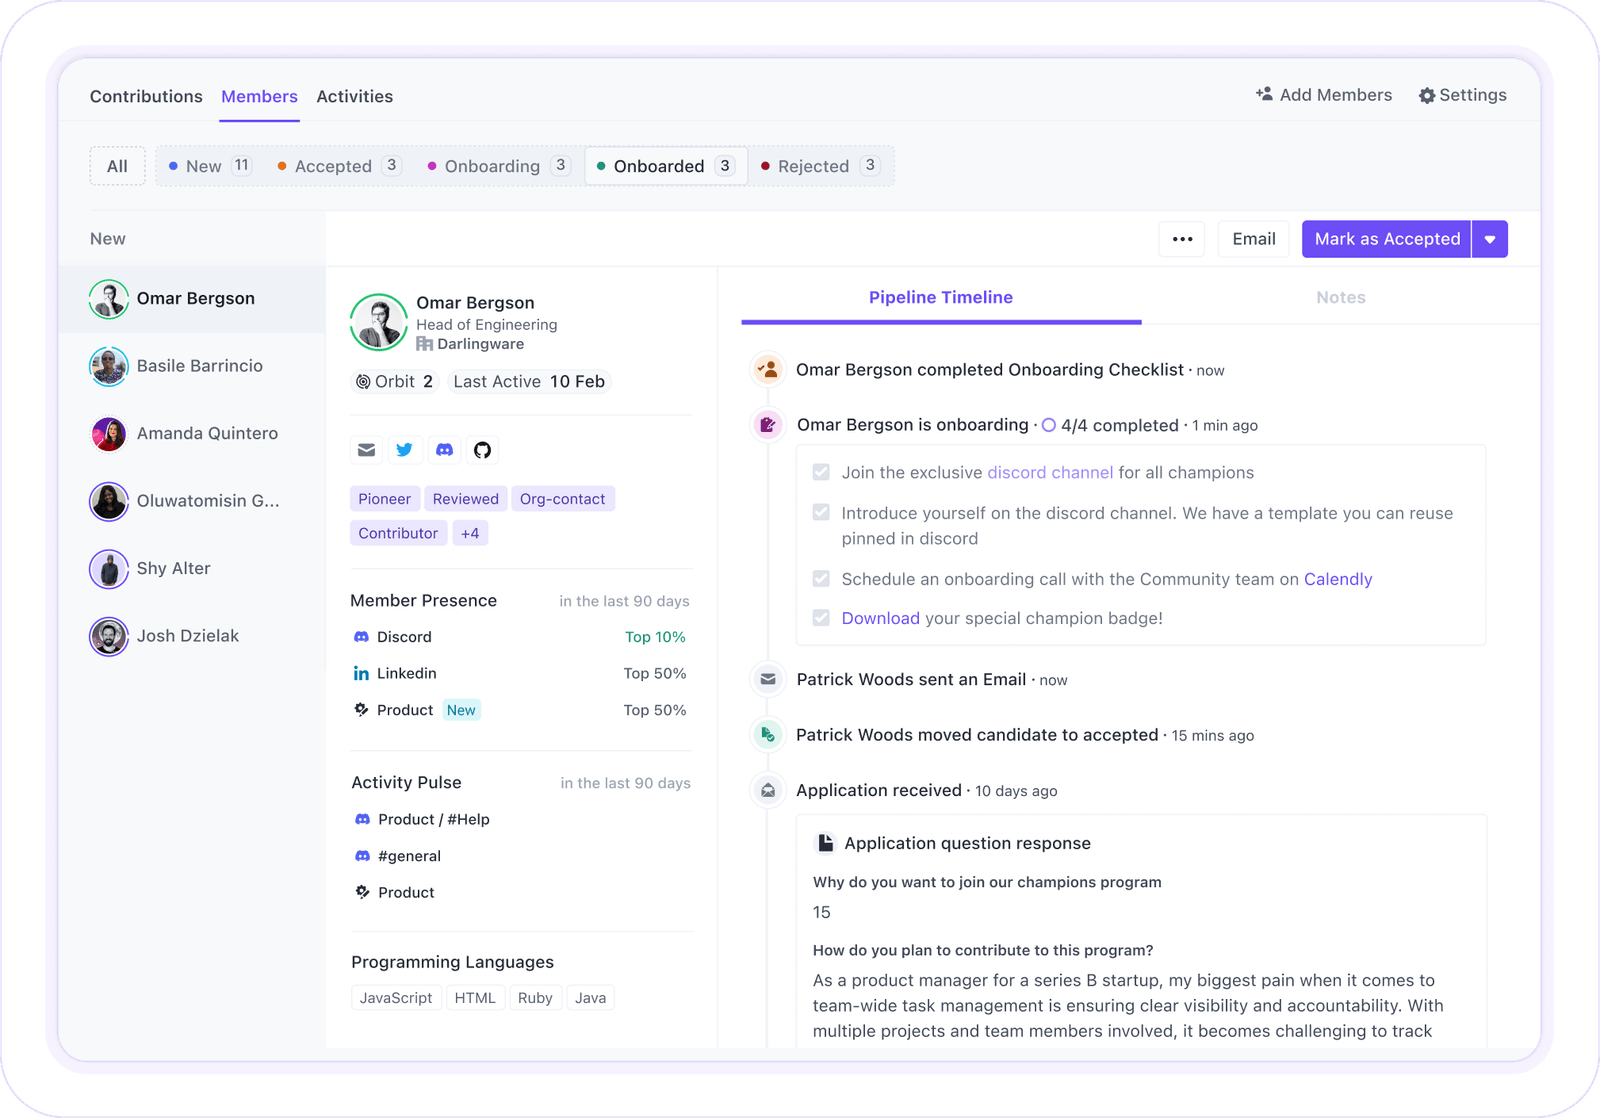 Contributions Members Activities
Add Members Settings
All New 11 Accepted 3 Onboarding 3 Onboarded 3 Rejected 3
New
Omar Bergson
Basile Barrincio
Amanda Quintero
Oluwatomisin G...
Shy Alter
Josh Dzielak
••• Email Mark as Accepted
Omar Bergson
Head of Engineering
Darlingware
Orbit 2 Last Active 10 Feb
Pioneer Reviewed Org-contact
Contributor +4
Member Presence in the last 90 days
Discord Top 10%
in Linkedin Top 50%
Product New Top 50%
Activity Pulse in the last 90 days
Product / #Help
#general
Product
Programming Languages
JavaScript HTML Ruby Java
Pipeline Timeline Notes
Omar Bergson completed Onboarding Checklist · now
Omar Bergson is onboarding · 4/4 completed · 1 min ago
Join the exclusive discord channel for all champions
Introduce yourself on the discord channel. We have a template you can reuse
pinned in discord
Schedule an onboarding call with the Community team on Calendly
Download your special champion badge!
Patrick Woods sent an Email · now
Patrick Woods moved candidate to accepted · 15 mins ago
Application received · 10 days ago
Application question response
Why do you want to join our champions program
15
How do you plan to contribute to this program?
As a product manager for a series B startup, my biggest pain when it comes to
team-wide task management is ensuring clear visibility and accountability. With
multiple projects and team members involved, it becomes challenging to track